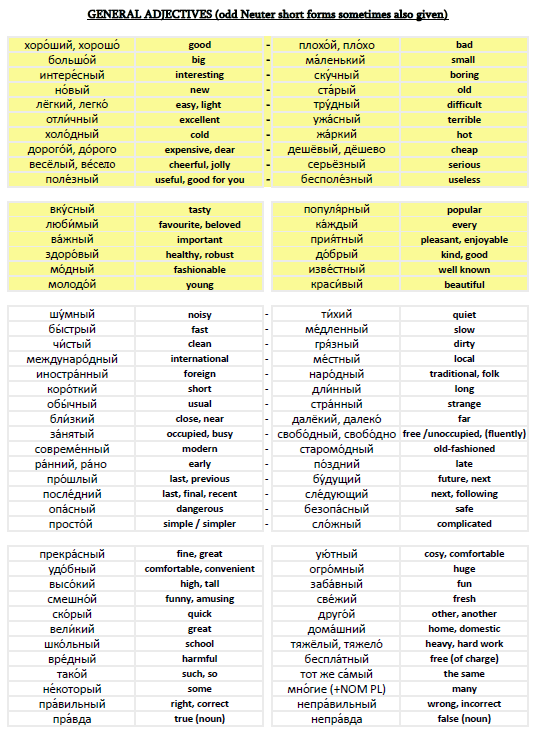 GENERAL ADJECTIVES (odd Neuter short forms sometimes also given)
хоро́ший, хорошо́ good - плохо́й, пло́хо bad
большо́й big - ма́ленький small
интере́сный interesting - ску́чный boring
но́вый new - ста́рый old
лёгкий, легко́ easy, light - тру́дный difficult
отли́чный excellent - ужа́сный terrible
холо́дный cold - жа́ркий hot
дорого́й, до́рого expensive, dear - дешёвый, дёшево cheap
весёлый, ве́село cheerful, jolly - серьёзный serious
поле́зный useful, good for you - бесполе́зный useless
вку́сный tasty популя́рный popular
люби́мый favourite, beloved ка́ждый every
ва́жный important прия́тный pleasant, enjoyable
здоро́вый healthy, robust до́брый kind, good
мо́дный fashionable изве́стный well known
молодо́й young краси́вый beautiful
шу́мный noisy - ти́хий quiet
бы́стрый fast - ме́дленный slow
чи́стый clean - гря́зный dirty
междунаро́дный international - ме́стный local
иностра́нный foreign - наро́дный traditional, folk
коро́ткий short - дли́нный long
обы́чный usual - стра́нный strange
бли́зкий close, near - далёкий, далеко́ far
за́нятый occupied, busy - свобо́дный, свобо́дно free /unoccupied, (fluently)
совреме́нный modern - старомо́дный old-fashioned
ра́нний, ра́но early - по́здний late
про́шлый last, previous - бу́дущий future, next
после́дний last, final, recent - сле́дующий next, following
опа́сный dangerous - безопа́сный safe
просто́й simple / simpler - сло́жный complicated
прекра́сный fine, great ую́тный cosy, comfortable
удо́бный comfortable, convenient огро́мный huge
высо́кий high, tall заба́вный fun
смешно́й funny, amusing све́жий fresh
ско́рый quick друго́й other, another
вели́кий great дома́шний home, domestic
шко́льный school тяжёлый, тяжело́ heavy, hard work
вре́дный harmful беспла́тный free (of charge)
тако́й such, so тот же са́мый the same
не́который some мно́гие (+NOM PL) many
пра́вильный right, correct непра́вильный wrong, incorrect
пра́вда true (noun) непра́вда false (noun)